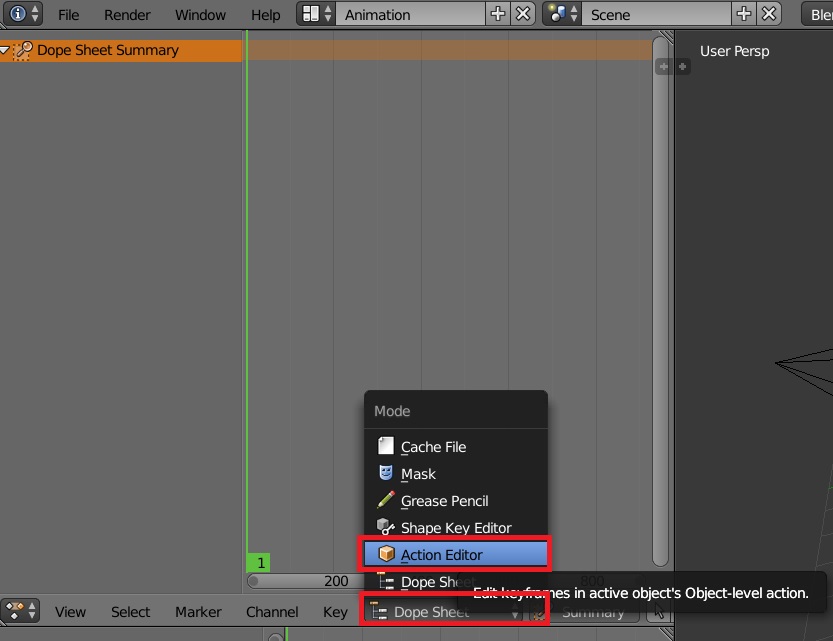 File Render Window Help Animation Scene
Dope Sheet Summary
User Persp
Mode
Cache File
Mask
Grease Pencil
Shape Key Editor
Action Editor
Dope
Edit keyframes in active object's Object-level action.
1
200 800
View Select Marker Channel Key Dope Sheet Summary